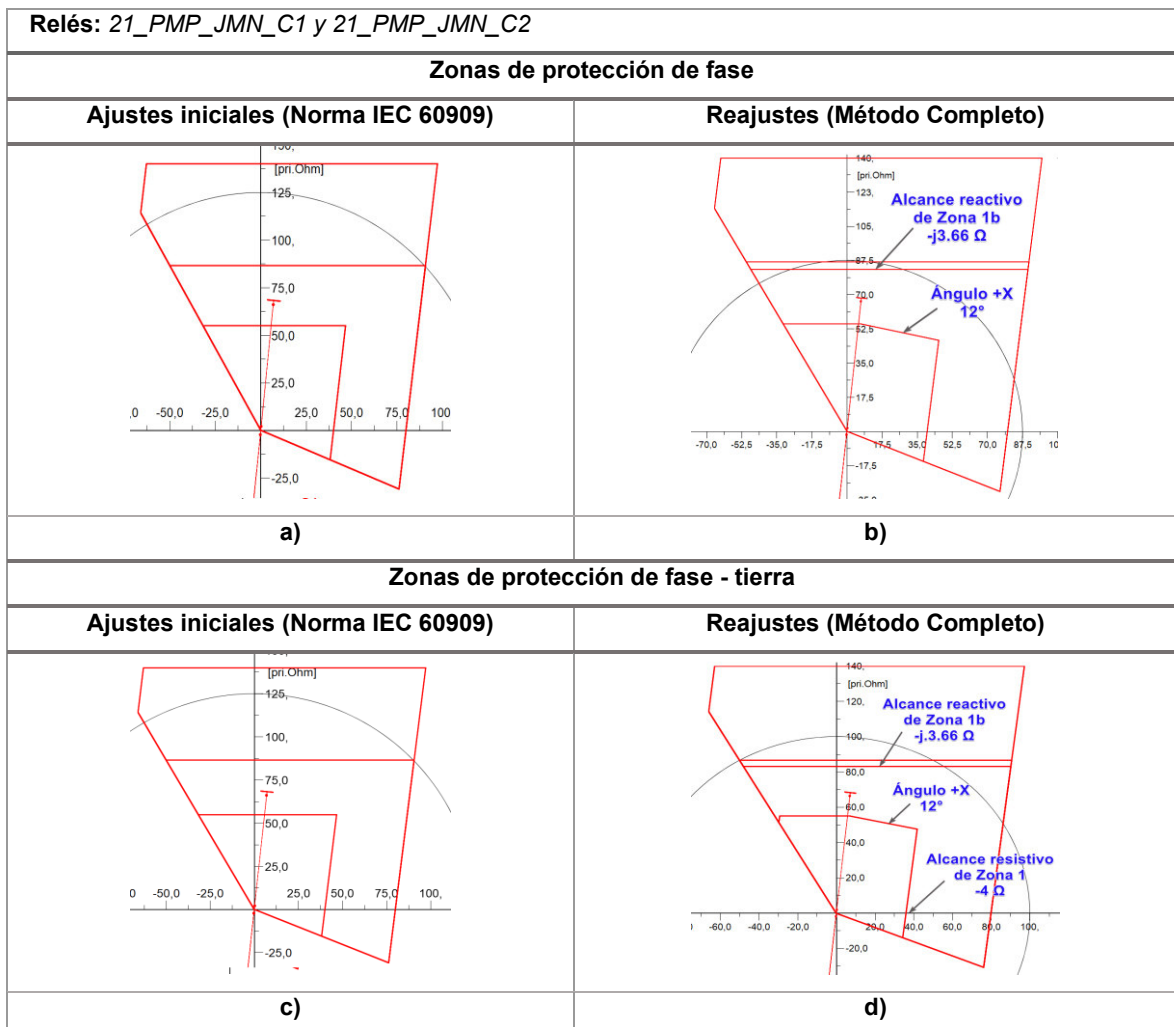 Relés: 21_PMP_JMN_C1 y 21_PMP_JMN_C2
Zonas de protección de fase
Ajustes iniciales (Norma IEC 60909)
Reajustes (Método Completo)
[pri.Ohm]
125,
100,
75,0
50,0
25,0
,0 -50,0 -25,0 25,0 50,0 75,0 100
-25,0
140,
[pri.Ohm]
123,
105,
87,5
70,0
52,5
35,0
17,5
-70,0 -52,5 -35,0 -17,5 17,5 35,0 52,5 70,0 87,5 10
-17,5
Alcance reactivo
de Zona 1b
-j3.66 Ω
Ángulo +X
12°
a)
b)
Zonas de protección de fase - tierra
Ajustes iniciales (Norma IEC 60909)
Reajustes (Método Completo)
[pri.Ohm]
125,
100,
75,0
50,0
25,0
0 -50,0 -25,0 25,0 50,0 75,0 100,
-25,0
140,
[pri.Ohm]
120,
100,
80,0
60,0
40,0
20,0
-60,0 -40,0 -20,0 20,0 40,0 60,0 80,0 100,0
-20,0
Alcance reactivo
de Zona 1b
-j.3.66 Ω
Ángulo +X
12°
Alcance resistivo
de Zona 1
-4 Ω
c)
d)